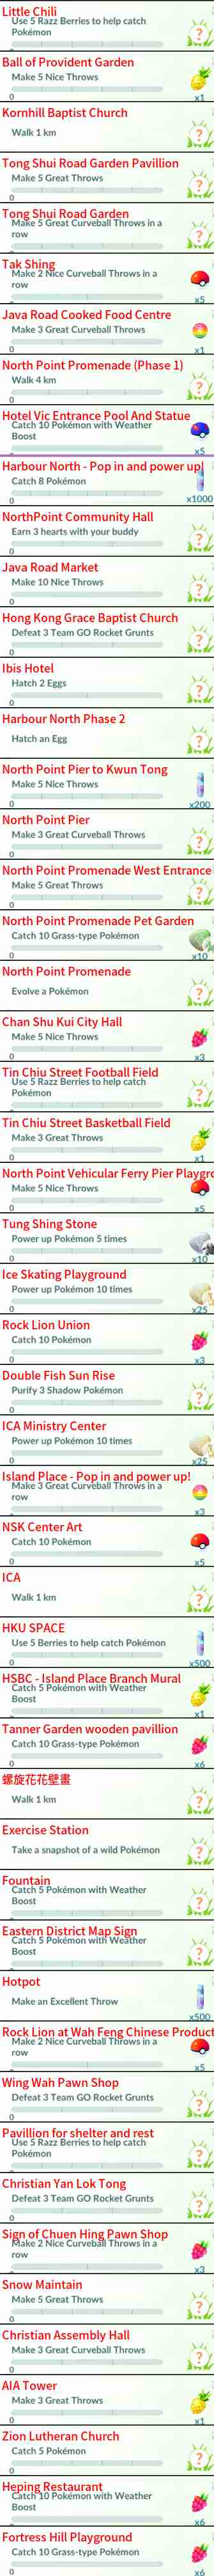 Little Chili
Use 5 Razz Berries to help catch
Pokémon
Ball of Provident Garden
Make 5 Nice Throws
0
x1
Kornhill Baptist Church
Walk 1 km
Tong Shui Road Garden Pavillion
Make 5 Great Throws
0
Tong Shui Road Garden
Make 5 Great Curveball Throws in a
row
Tak Shing
Make 2 Nice Curveball Throws in a
row
x5
Java Road Cooked Food Centre
Make 3 Great Curveball Throws
0
x1
North Point Promenade (Phase 1)
Walk 4 km
0
Hotel Vic Entrance Pool And Statue
Catch 10 Pokémon with Weather
Boost
x5
Harbour North - Pop in and power up!
Catch 8 Pokémon
0
x1000
NorthPoint Community Hall
Earn 3 hearts with your buddy
0
Java Road Market
Make 10 Nice Throws
0
Hong Kong Grace Baptist Church
Defeat 3 Team GO Rocket Grunts
0
Ibis Hotel
Hatch 2 Eggs
0
Harbour North Phase 2
Hatch an Egg
North Point Pier to Kwun Tong
Make 5 Nice Throws
0
x200
North Point Pier
Make 3 Great Curveball Throws
0
North Point Promenade West Entrance
Make 5 Great Throws
0
North Point Promenade Pet Garden
Catch 10 Grass-type Pokémon
0
x10
North Point Promenade
Evolve a Pokémon
Chan Shu Kui City Hall
Make 5 Nice Throws
0
x3
Tin Chiu Street Football Field
Use 5 Razz Berries to help catch
Pokémon
Tin Chiu Street Basketball Field
Make 3 Great Throws
0
x1
North Point Vehicular Ferry Pier Playgro
Make 5 Nice Throws
0
x5
Tung Shing Stone
Power up Pokémon 5 times
0
x10
Ice Skating Playground
Power up Pokémon 10 times
0
x25
Rock Lion Union
Catch 10 Pokémon
0
x3
Double Fish Sun Rise
Purify 3 Shadow Pokémon
0
ICA Ministry Center
Power up Pokémon 10 times
0
x25
Island Place - Pop in and power up!
Make 3 Great Curveball Throws in a
row
x3
NSK Center Art
Catch 10 Pokémon
0
x5
ICA
Walk 1 km
HKU SPACE
Use 5 Berries to help catch Pokémon
0
x500
HSBC - Island Place Branch Mural
Catch 5 Pokémon with Weather
Boost
x1
Tanner Garden wooden pavillion
Catch 10 Grass-type Pokémon
0
x6
螺旋花花壁畫
Walk 1 km
Exercise Station
Take a snapshot of a wild Pokémon
Fountain
Catch 5 Pokémon with Weather
Boost
Eastern District Map Sign
Catch 5 Pokémon with Weather
Boost
Hotpot
Make an Excellent Throw
x500
Rock Lion at Wah Feng Chinese Product
Make 2 Nice Curveball Throws in a
row
x5
Wing Wah Pawn Shop
Defeat 3 Team GO Rocket Grunts
0
Pavillion for shelter and rest
Use 5 Razz Berries to help catch
Pokémon
Christian Yan Lok Tong
Defeat 3 Team GO Rocket Grunts
0
Sign of Chuen Hing Pawn Shop
Make 2 Nice Curveball Throws in a
row
x3
Snow Maintain
Make 5 Great Throws
0
Christian Assembly Hall
Make 3 Great Curveball Throws
0
AIA Tower
Make 3 Great Throws
0
x1
Zion Lutheran Church
Catch 5 Pokémon
0
Heping Restaurant
Catch 10 Pokémon with Weather
Boost
x6
Fortress Hill Playground
Catch 10 Grass-type Pokémon
0
x6